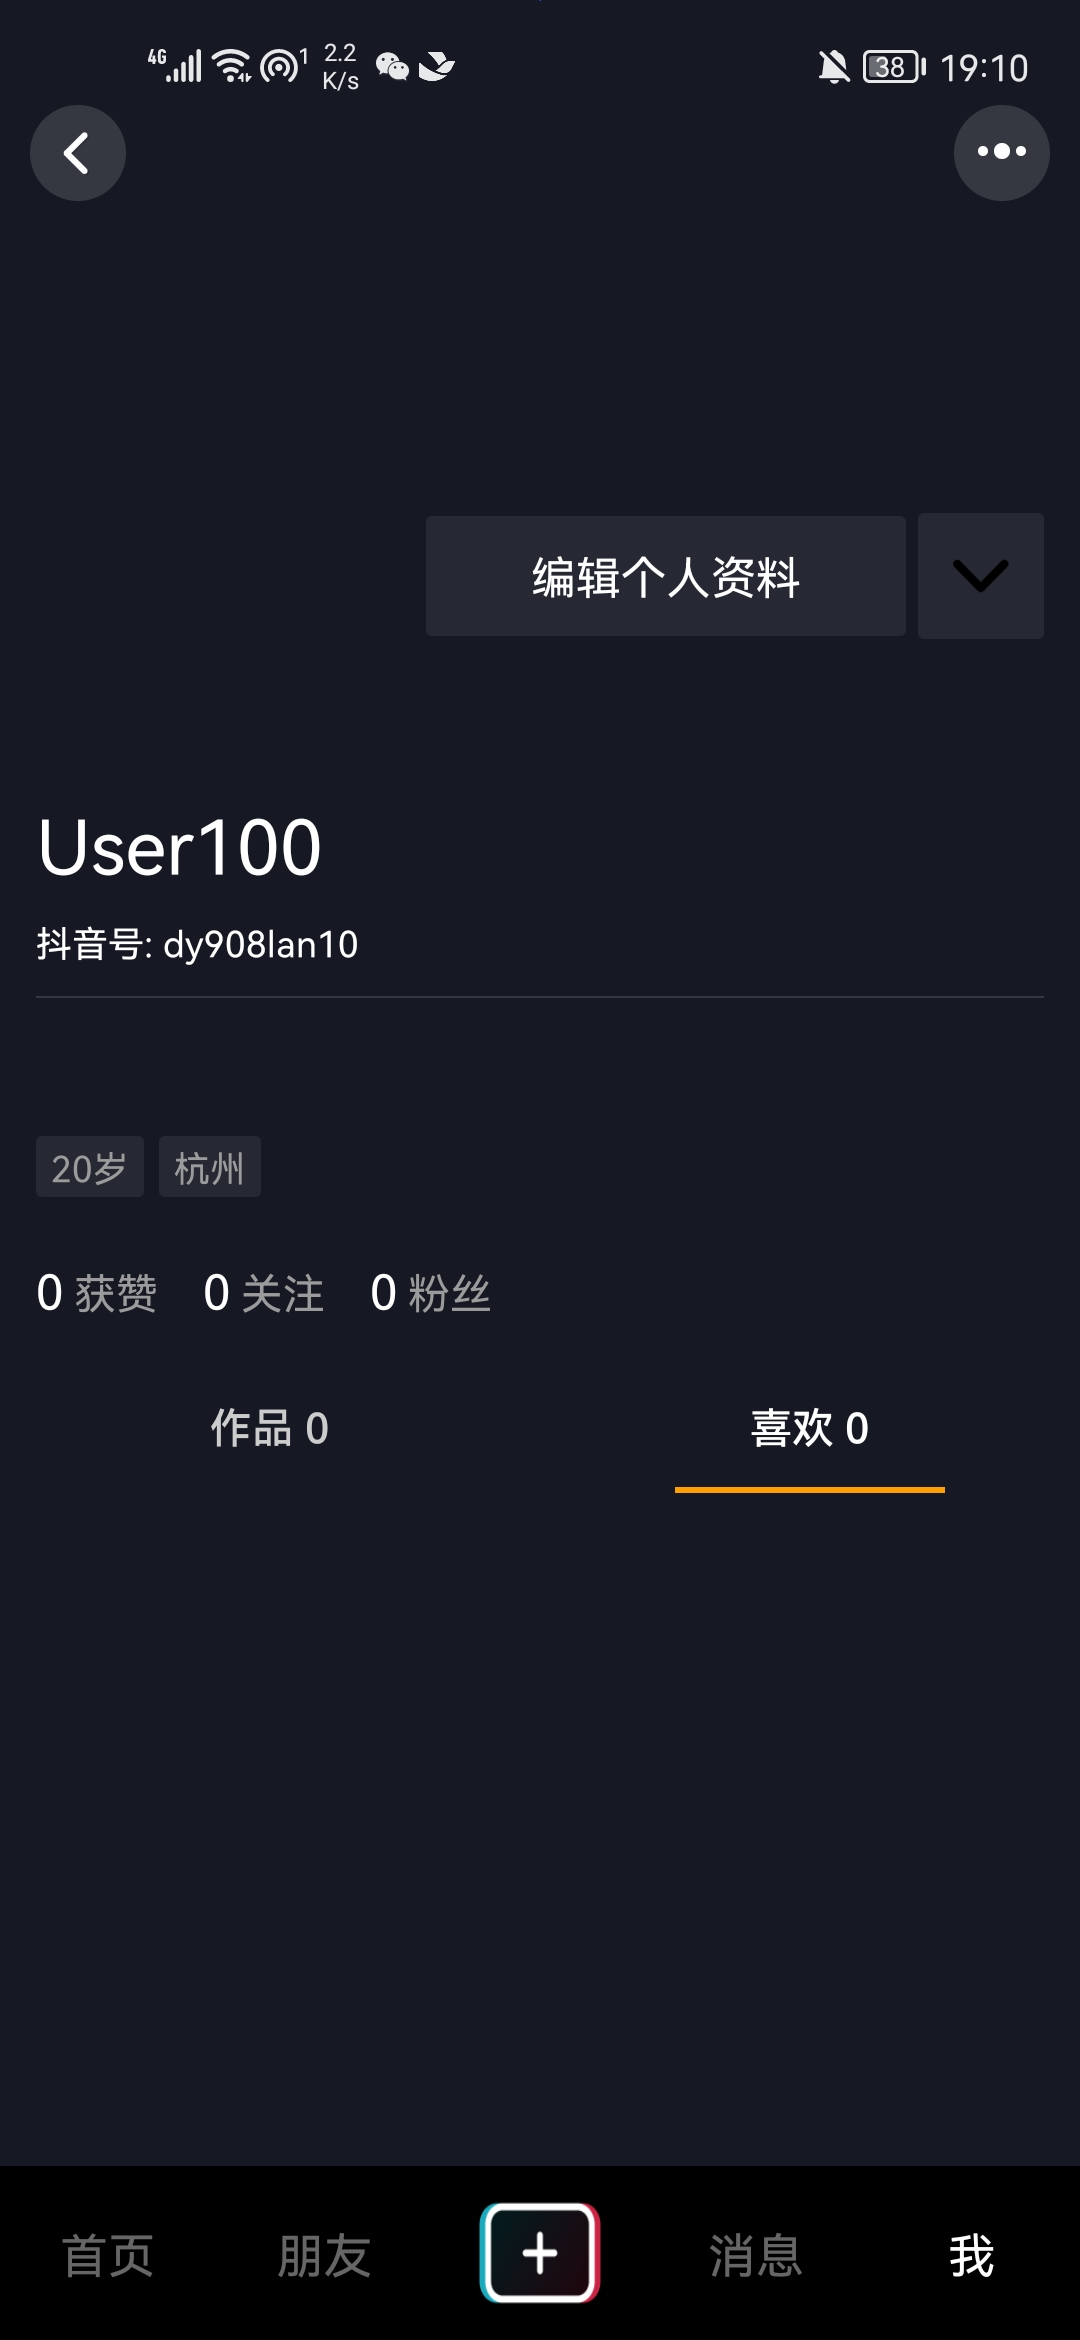 4G 1 2.2 K/s 38 19:10
编辑个人资料
User100
抖音号: dy908lan10
20岁 杭州
0 获赞 0 关注 0 粉丝
作品 0 喜欢 0
首页 朋友 消息 我